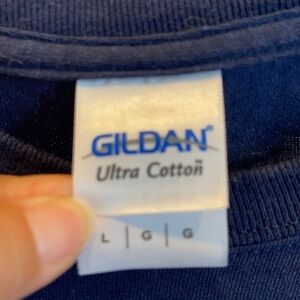 GILDAN®
Ultra Cotton
L | G | G